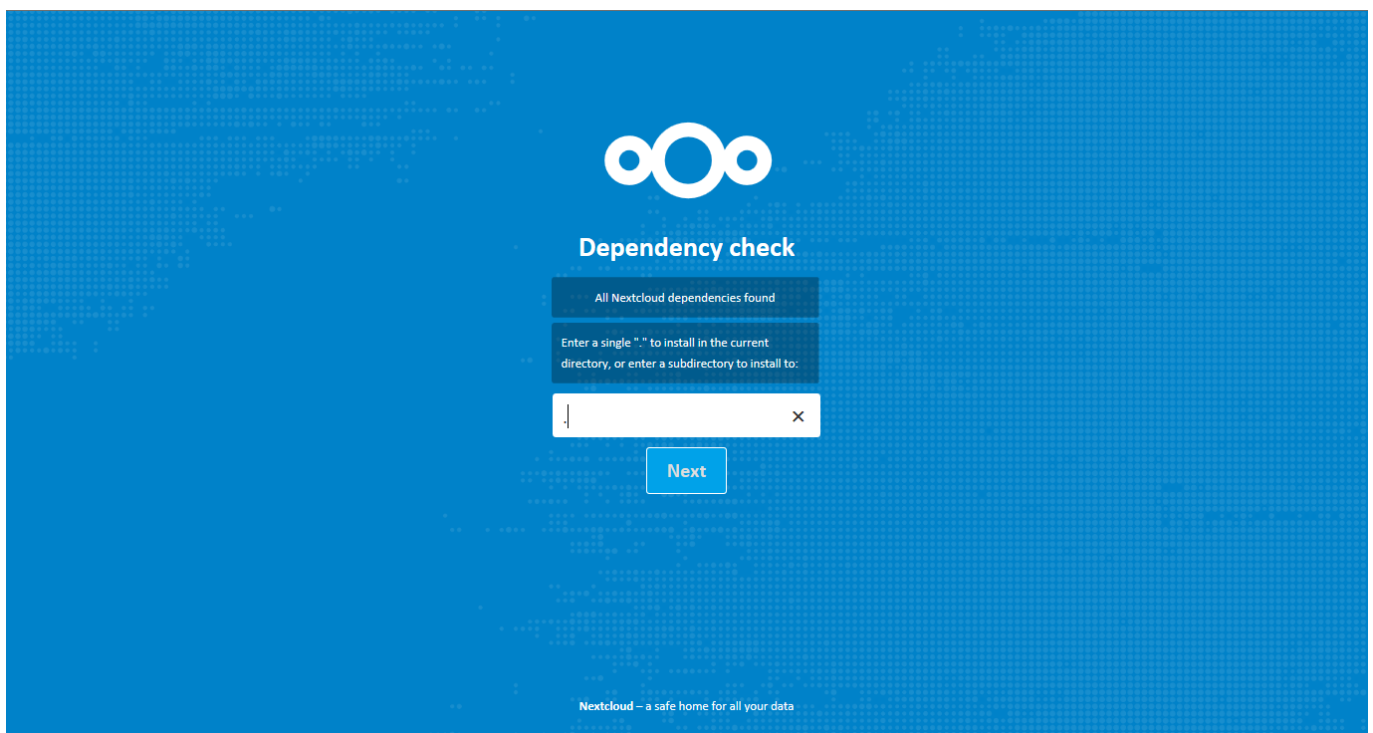 Dependency check
All Nextcloud dependencies found
Enter a single "." to install in the current
directory, or enter a subdirectory to install to:
.
Next
Nextcloud – a safe home for all your data